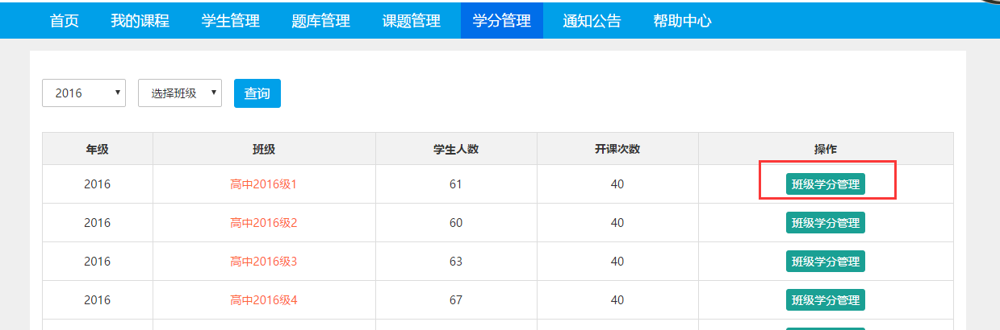 首页 我的课程 学生管理 题库管理 课题管理 学分管理 通知公告 帮助中心
2016 选择班级 查询
年级 班级 学生人数 开课次数 操作
2016 高中2016级1 61 40 班级学分管理
2016 高中2016级2 60 40 班级学分管理
2016 高中2016级3 63 40 班级学分管理
2016 高中2016级4 67 40 班级学分管理